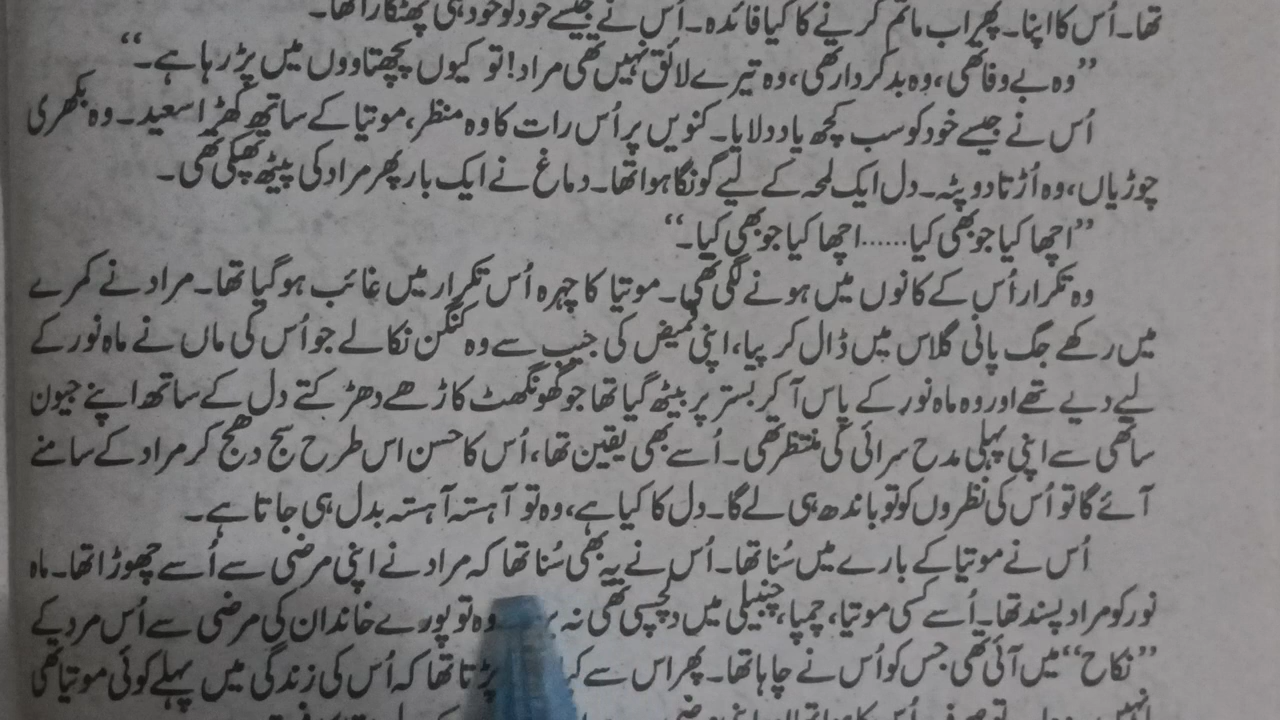 تھا۔ اُس کا اپنا۔ پھر اب ماتم کرنے کا کیا فائدہ۔ اُس نے جیسے خود کو خود ہی پھٹکارا تھا۔
”وہ بے وفا تھی، وہ بدکردار تھی، وہ تیرے لائق نہیں تھی مراد! تو کیوں پچھتاووں میں پڑ رہا ہے۔“
اُس نے جیسے خود کو سب کچھ یاد دلایا۔ کنویں پر اُس رات کا وہ منظر، موتیا کے ساتھ کھڑا سعید۔ وہ بکھری
چوڑیاں، وہ اُڑتا دوپٹہ۔ دل ایک لمحہ کے لیے گونگا ہوا تھا۔ دماغ نے ایک بار پھر مراد کی پیٹھ تھپکی تھی۔
”اچھا کیا جو بھی کیا......اچھا کیا جو بھی کیا۔“
وہ تکرار اُس کے کانوں میں ہونے لگی تھی۔ موتیا کا چہرہ اُس تکرار میں غائب ہو گیا تھا۔ مراد نے کمرے
میں رکھے جگ پانی گلاس میں ڈال کر پیا، اپنی قمیض کی جیب سے وہ کنگن نکالے جو اُس کی ماں نے ماہ نور کے
لیے دیے تھے اور وہ ماہ نور کے پاس آ کر بستر پر بیٹھ گیا تھا جو گھونگھٹ کاڑھے دھڑکتے دل کے ساتھ اپنے جیون
ساتھی سے اپنی پہلی مدح سرائی کی منتظر تھی۔ اُسے بھی یقین تھا، اُس کا حسن اس طرح سج دھج کر مراد کے سامنے
آئے گا تو اُس کی نظروں کو تو باندھ ہی لے گا۔ دل کا کیا ہے، وہ تو آہستہ آہستہ بدل ہی جاتا ہے۔
اُس نے موتیا کے بارے میں سُنا تھا۔ اُس نے یہ بھی سُنا تھا کہ مراد نے اپنی مرضی سے اُسے چھوڑا تھا۔ ماہ
نور کو مراد پسند تھا۔ اُسے کسی موتیا، چمپا، چنبیلی میں دلچسپی تھی نہ وہ تو پورے خاندان کی مرضی سے اُس مرد کے
”نکاح“ میں آئی تھی جس کو اُس نے چاہا تھا۔ پھر اس سے پڑتا تھا کہ اُس کی زندگی میں پہلے کوئی موتیا تھی